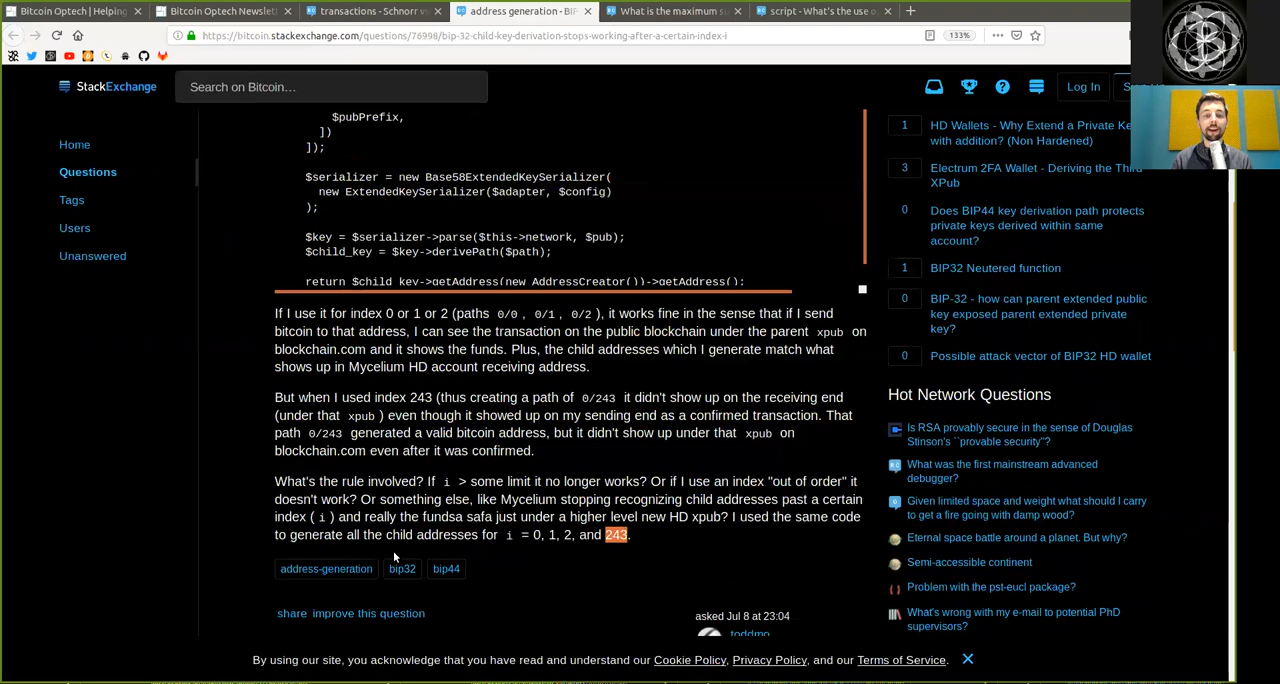 Bitcoin Optech | Helping
Bitcoin Optech Newslett
transactions - Schnorr v
address generation - BIP
What is the maximum si
script - What's the use o
https://bitcoin.stackexchange.com/questions/76998/bip-32-child-key-derivation-stops-working-after-a-certain-index-i
133%
StackExchange
Search on Bitcoin…
Log In
Home
Questions
Tags
Users
Unanswered
$pubPrefix,
])
]);
$serializer = new Base58ExtendedKeySerializer(
new ExtendedKeySerializer($adapter, $config)
);
$key = $serializer->parse($this->network, $pub);
$child_key = $key->derivePath($path);
return $child_key->getAddress(new AddressCreator())->getAddress();
If I use it for index 0 or 1 or 2 (paths 0/0 , 0/1 , 0/2 ), it works fine in the sense that if I send
bitcoin to that address, I can see the transaction on the public blockchain under the parent xpub on
blockchain.com and it shows the funds. Plus, the child addresses which I generate match what
shows up in Mycelium HD account receiving address.
But when I used index 243 (thus creating a path of 0/243 it didn't show up on the receiving end
(under that xpub ) even though it showed up on my sending end as a confirmed transaction. That
path 0/243 generated a valid bitcoin address, but it didn't show up under that xpub on
blockchain.com even after it was confirmed.
What's the rule involved? If i > some limit it no longer works? Or if I use an index "out of order" it
doesn't work? Or something else, like Mycelium stopping recognizing child addresses past a certain
index ( i ) and really the fundsa safa just under a higher level new HD xpub? I used the same code
to generate all the child addresses for i = 0, 1, 2, and 243.
address-generation
bip32
bip44
share improve this question
asked Jul 8 at 23:04
toddmo
1
HD Wallets - Why Extend a Private Ke
with addition? (Non Hardened)
3
Electrum 2FA Wallet - Deriving the Third
XPub
0
Does BIP44 key derivation path protects
private keys derived within same
account?
1
BIP32 Neutered function
0
BIP-32 - how can parent extended public
key exposed parent extended private
key?
0
Possible attack vector of BIP32 HD wallet
Hot Network Questions
Is RSA provably secure in the sense of Douglas
Stinson's ``provable security''?
What was the first mainstream advanced
debugger?
Given limited space and weight what should I carry
to get a fire going with damp wood?
Eternal space battle around a planet. But why?
Semi-accessible continent
Problem with the pst-eucl package?
What's wrong with my e-mail to potential PhD
supervisors?
By using our site, you acknowledge that you have read and understand our Cookie Policy, Privacy Policy, and our Terms of Service.